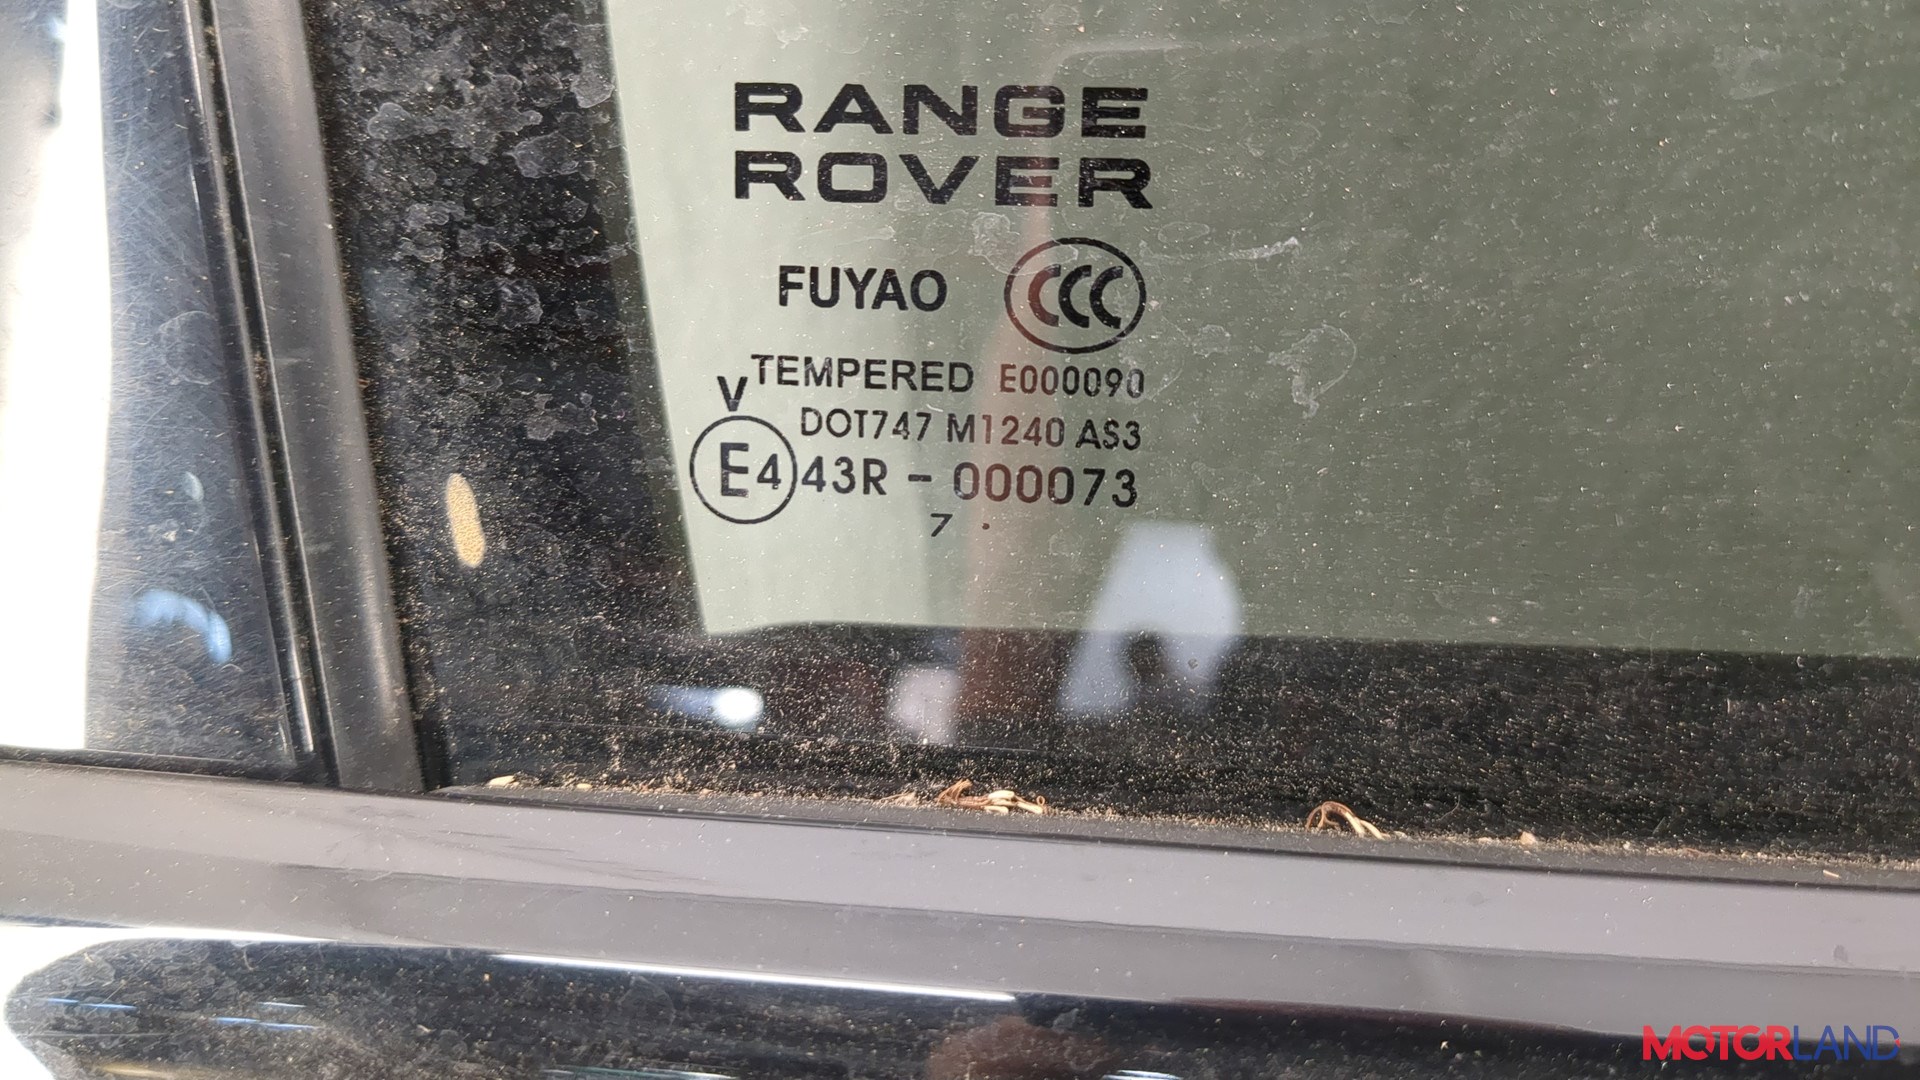 RANGE
ROVER
FUYAO CCC
TEMPERED E000090
V
DOT747 M1240 AS3
E4 43R - 000073
7 .
MOTORLAND